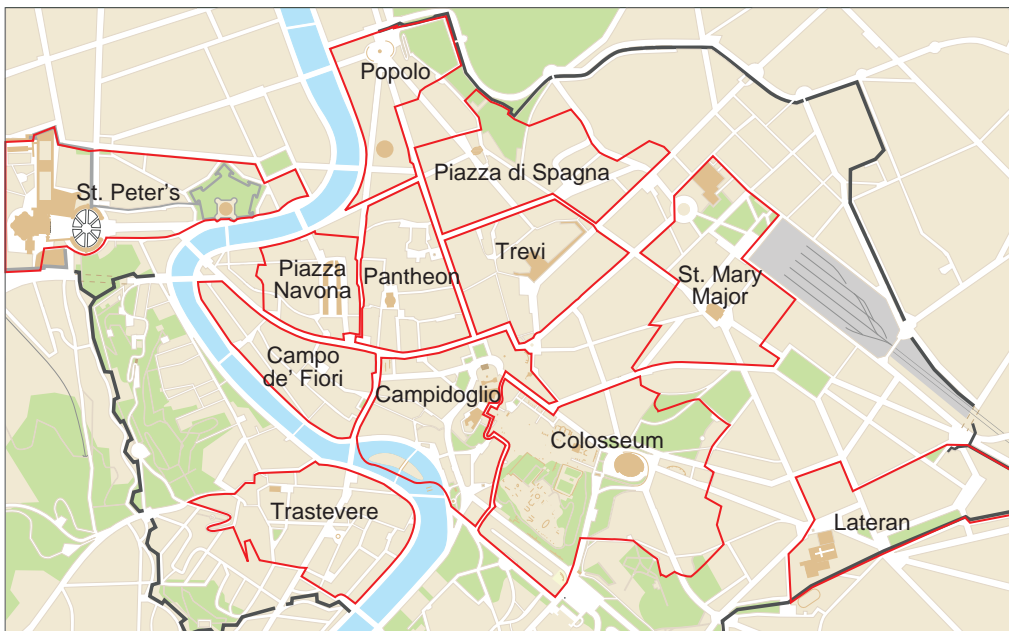 Popolo
Piazza di Spagna
St. Peter's
Trevi
Piazza
Navona
Pantheon
St. Mary
Major
Campo
de' Fiori
Campidoglio
Colosseum
Trastevere
Lateran